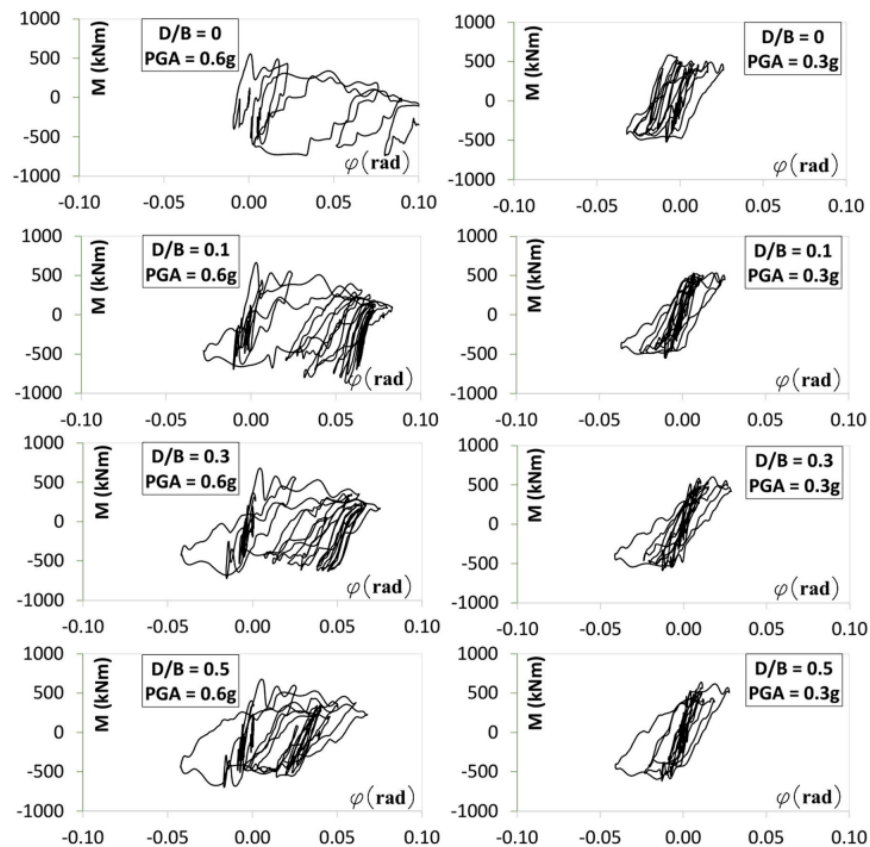 1000
500
0
-500
-1000
M (kNm)
D/B = 0
PGA = 0.6g
φ(rad)
-0.10
-0.05
0.00
0.05
0.10
1000
500
0
-500
-1000
M (kNm)
D/B = 0
PGA = 0.3g
φ(rad)
-0.10
-0.05
0.00
0.05
0.10
1000
500
0
-500
-1000
M (kNm)
D/B = 0.1
PGA = 0.6g
φ(rad)
-0.10
-0.05
0.00
0.05
0.10
1000
500
0
-500
-1000
M (kNm)
D/B = 0.1
PGA = 0.3g
φ(rad)
-0.10
-0.05
0.00
0.05
0.10
1000
500
0
-500
-1000
M (kNm)
D/B = 0.3
PGA = 0.6g
φ(rad)
-0.10
-0.05
0.00
0.05
0.10
1000
500
0
-500
-1000
M (kNm)
D/B = 0.3
PGA = 0.3g
φ(rad)
-0.10
-0.05
0.00
0.05
0.10
1000
500
0
-500
-1000
M (kNm)
D/B = 0.5
PGA = 0.6g
φ(rad)
-0.10
-0.05
0.00
0.05
0.10
1000
500
0
-500
-1000
M (kNm)
D/B = 0.5
PGA = 0.3g
φ(rad)
-0.10
-0.05
0.00
0.05
0.10